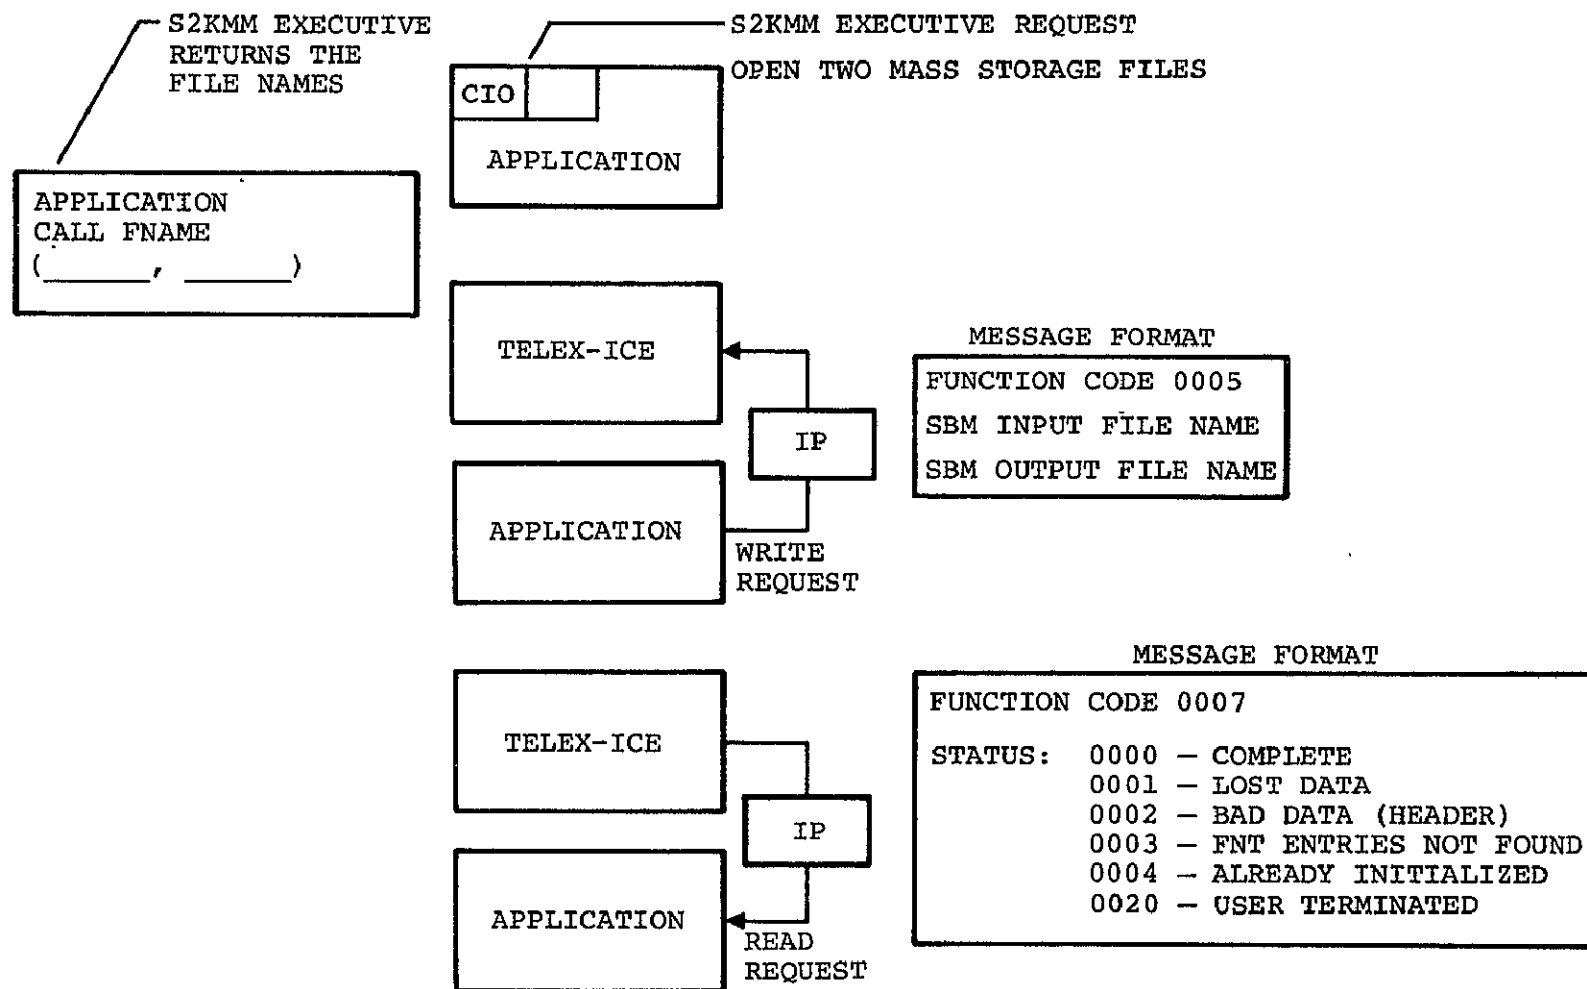 S2KMM EXECUTIVE
RETURNS THE
FILE NAMES
S2KMM EXECUTIVE REQUEST
OPEN TWO MASS STORAGE FILES
CIO
APPLICATION
APPLICATION
CALL FNAME
(______, ______)
TELEX-ICE
IP
APPLICATION
WRITE
REQUEST
MESSAGE FORMAT
FUNCTION CODE 0005
SBM INPUT FILE NAME
SBM OUTPUT FILE NAME
TELEX-ICE
IP
APPLICATION
READ
REQUEST
MESSAGE FORMAT
FUNCTION CODE 0007
STATUS: 0000 — COMPLETE
0001 — LOST DATA
0002 — BAD DATA (HEADER)
0003 — FNT ENTRIES NOT FOUND
0004 — ALREADY INITIALIZED
0020 — USER TERMINATED